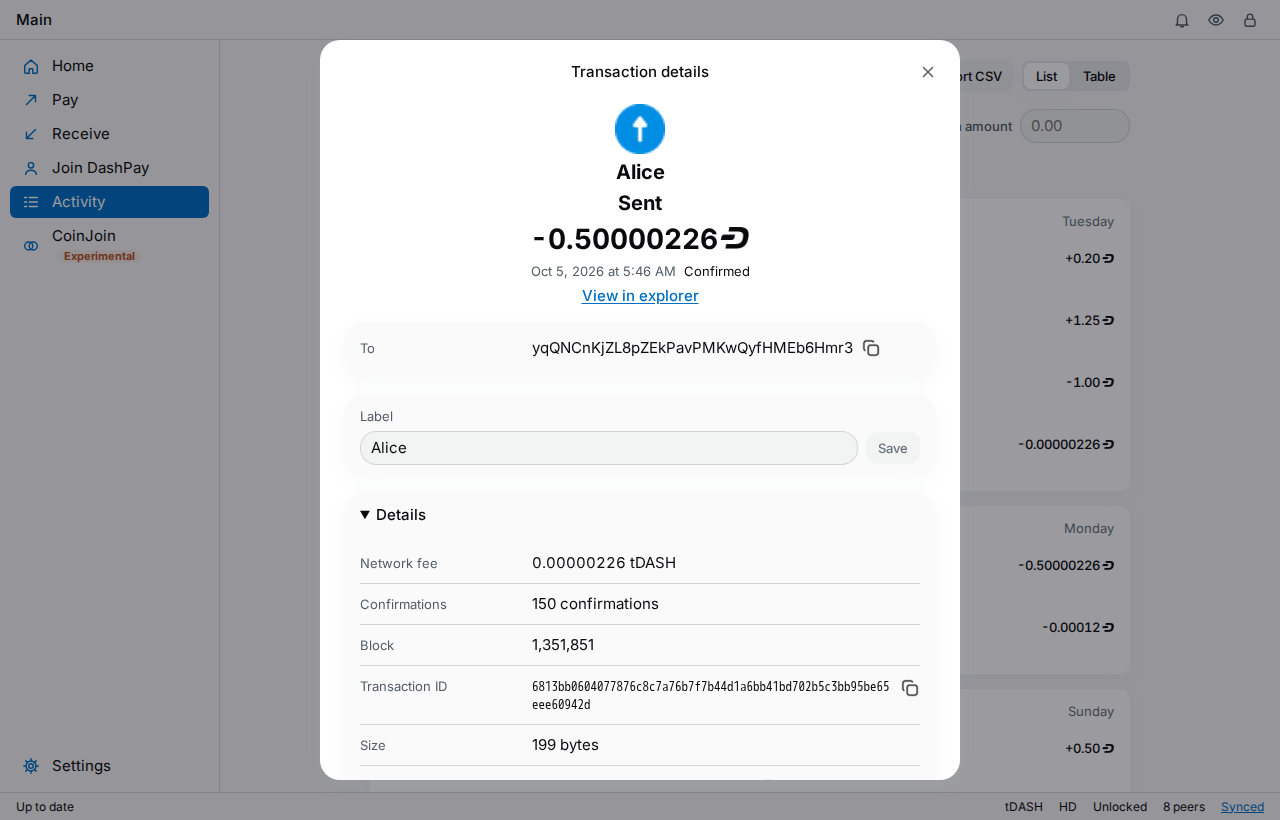 Main
Home
Pay
Receive
Join DashPay
Activity
CoinJoin
Experimental
Settings
Transaction details
Alice
Sent
-0.50000226
Oct 5, 2026 at 5:46 AM Confirmed
View in explorer
To yqQNCnKjZL8pZEkPavPMKwQyfHMEb6Hmr3
Label
Alice Save
▼ Details
Network fee 0.00000226 tDASH
Confirmations 150 confirmations
Block 1,351,851
Transaction ID 6813bb0604077876c8c7a76b7f7b44d1a6bb41bd702b5c3bb95be65
eee60942d
Size 199 bytes
CSV List Table
amount 0.00
Tuesday
+0.20
+1.25
-1.00
-0.00000226
Monday
-0.50000226
-0.00012
Sunday
+0.50
Up to date tDASH HD Unlocked 8 peers Synced